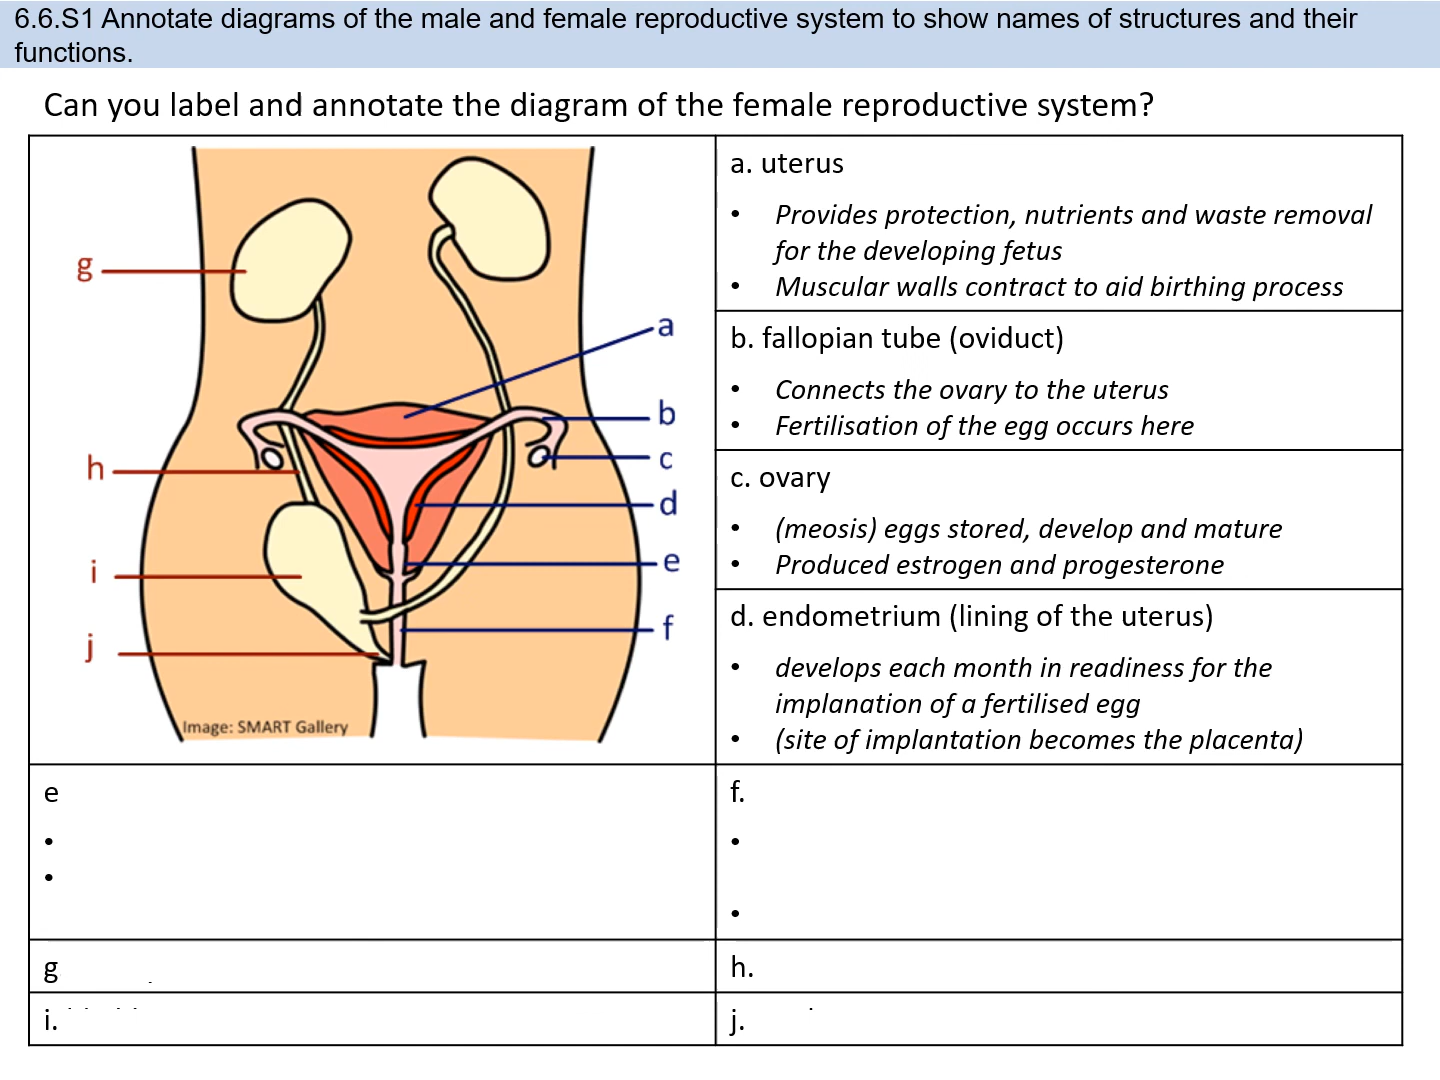 6.6.S1 Annotate diagrams of the male and female reproductive system to show names of structures and their
functions.
Can you label and annotate the diagram of the female reproductive system?
g
h
i
j
a
b
c
d
e
f
Image: SMART Gallery
a. uterus
• Provides protection, nutrients and waste removal
for the developing fetus
• Muscular walls contract to aid birthing process
b. fallopian tube (oviduct)
• Connects the ovary to the uterus
• Fertilisation of the egg occurs here
c. ovary
• (meosis) eggs stored, develop and mature
• Produced estrogen and progesterone
d. endometrium (lining of the uterus)
• develops each month in readiness for the
implanation of a fertilised egg
• (site of implantation becomes the placenta)
e
•
•
f.
•
•
g
h.
i.
j.